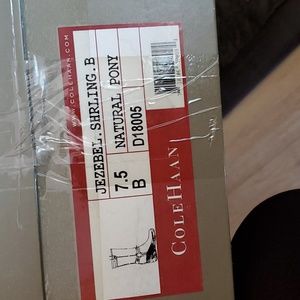 WWW.COLEHAAN.COM
JEZEBEL.SHRLING.B
7.5 NATURAL PONY
B D18005
COLE HAAN